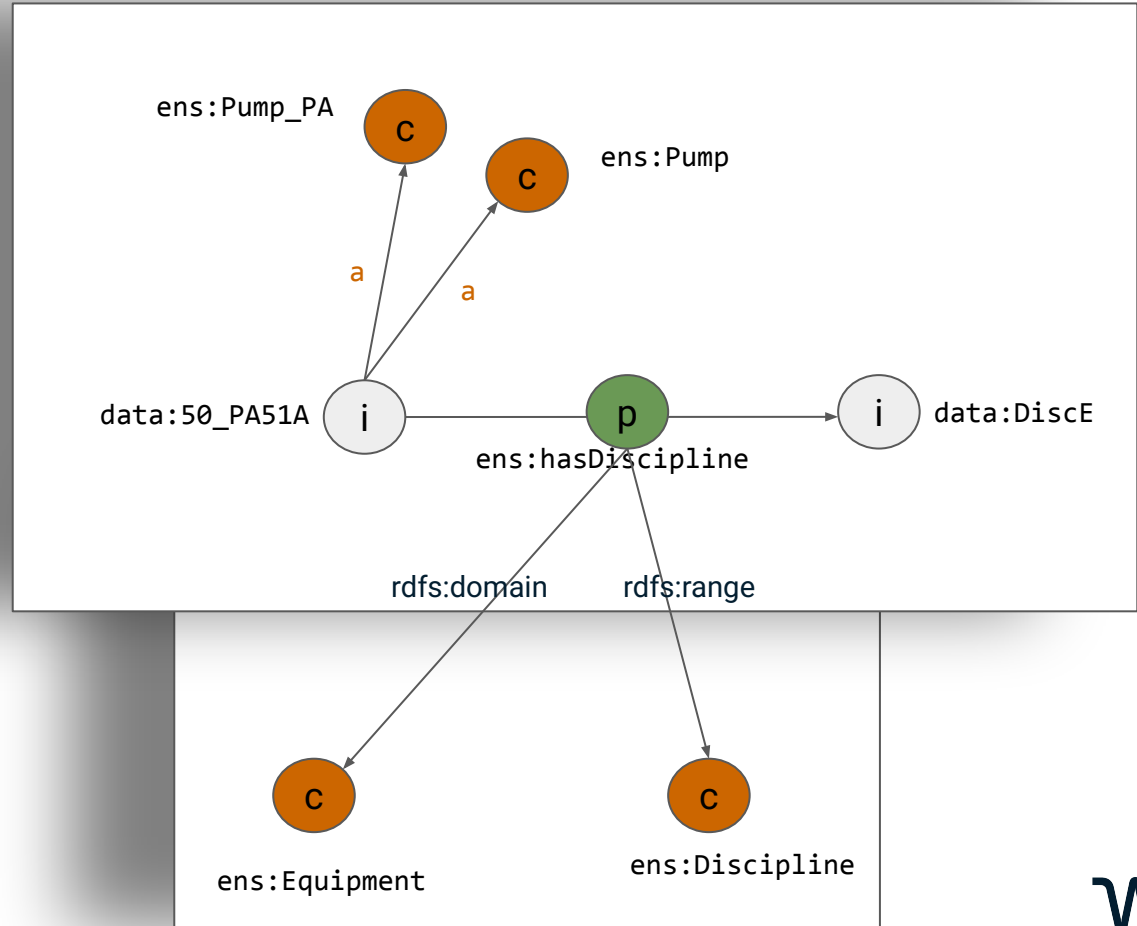 ens:Pump_PA
c
c
ens:Pump
a
a
data:50_PA51A
i
p
i
data:DiscE
ens:hasDiscipline
rdfs:domain
rdfs:range
c
c
ens:Equipment
ens:Discipline